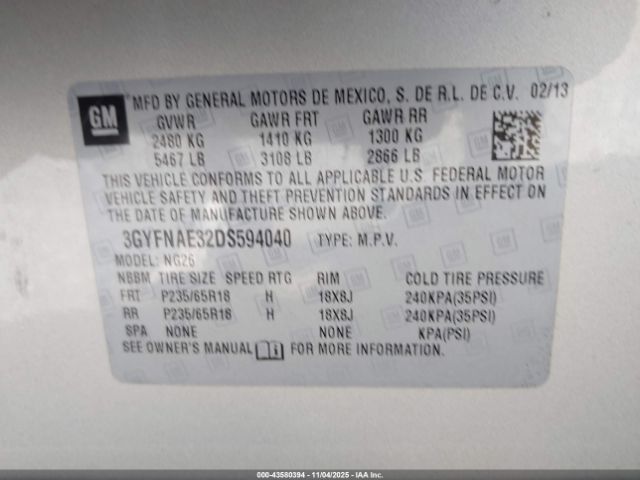 GM MFD BY GENERAL MOTORS DE MEXICO, S. DE R.L. DE C.V. 02/13
GVWR GAWR FRT GAWR RR
2480 KG 1410 KG 1300 KG
5467 LB 3108 LB 2866 LB
THIS VEHICLE CONFORMS TO ALL APPLICABLE U.S. FEDERAL MOTOR
VEHICLE SAFETY AND THEFT PREVENTION STANDARDS IN EFFECT ON
THE DATE OF MANUFACTURE SHOWN ABOVE.
3GYFNAE32DS594040 TYPE: M.P.V.
MODEL: NG26
NBBM TIRE SIZE SPEED RTG RIM COLD TIRE PRESSURE
FRT P235/65R18 H 18X8J 240KPA(35PSI)
RR P235/65R18 H 18X8J 240KPA(35PSI)
SPA NONE NONE KPA(PSI)
SEE OWNER'S MANUAL FOR MORE INFORMATION.
000-43580394 - 11/04/2025 - IAA Inc.